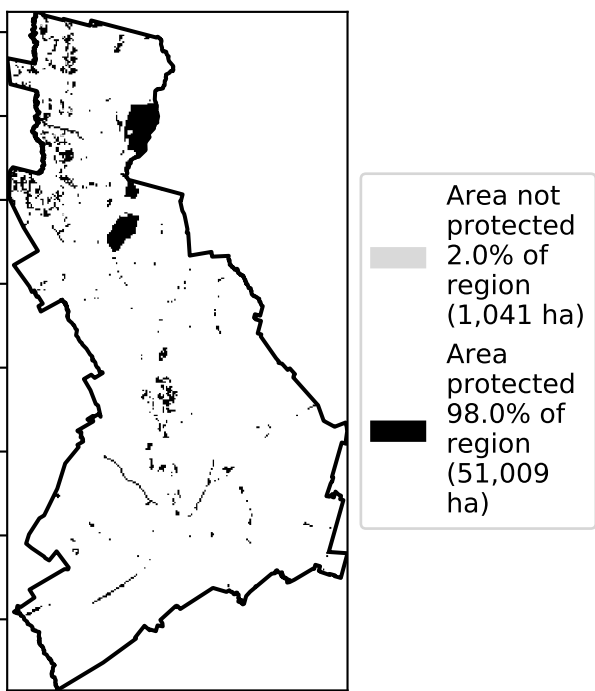 Area not
protected
2.0% of
region
(1,041 ha)
Area
protected
98.0% of
region
(51,009
ha)